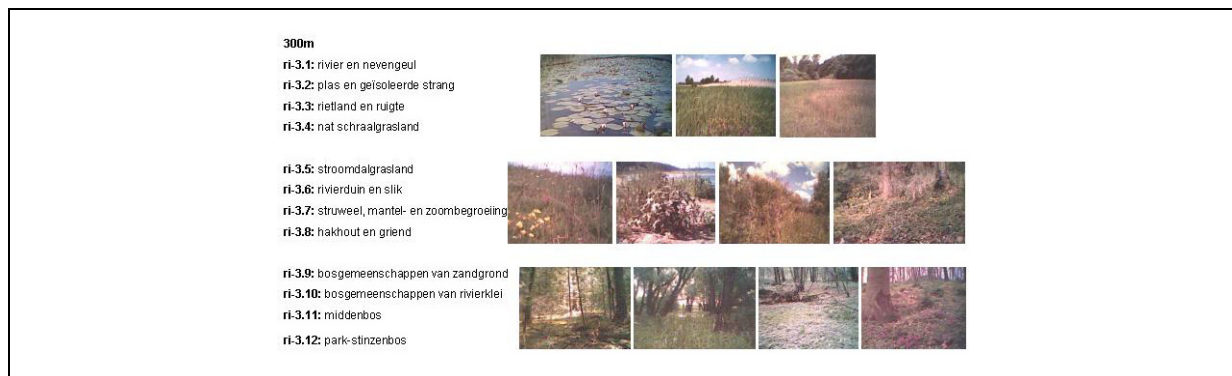 300m
ri-3.1: rivier en nevengeul
ri-3.2: plas en geïsoleerde strang
ri-3.3: rietland en ruigte
ri-3.4: nat schraalgrasland
ri-3.5: stroomdalgrasland
ri-3.6: rivierduin en slik
ri-3.7: struweel, mantel- en zoombegroeiing
ri-3.8: hakhout en griend
ri-3.9: bosgemeenschappen van zandgrond
ri-3.10: bosgemeenschappen van rivierklei
ri-3.11: middenbos
ri-3.12: park-stinzenbos